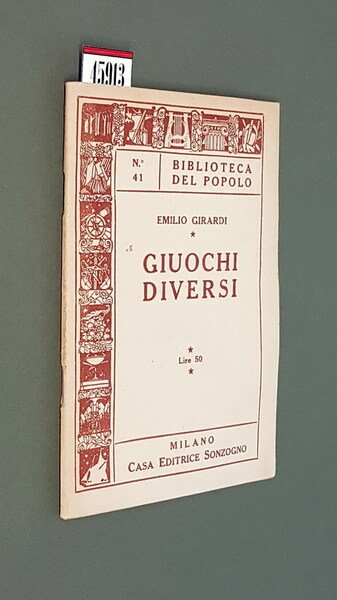 45913
N.° 41
BIBLIOTECA
DEL POPOLO
EMILIO GIRARDI
★
GIUOCHI
DIVERSI
★
Lire 50
★
MILANO
CASA EDITRICE SONZOGNO